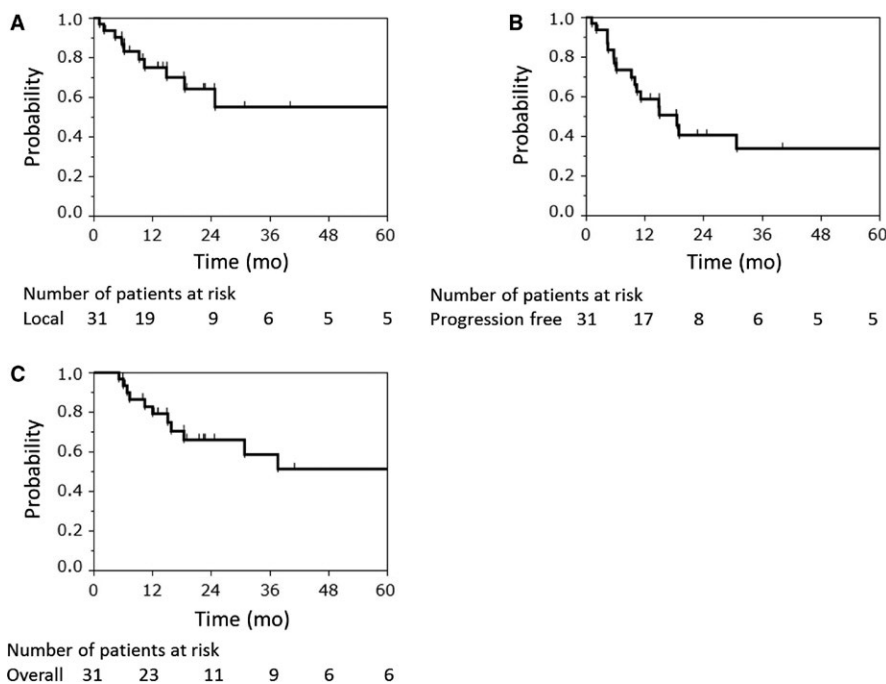 A
Probability
1.0
0.8
0.6
0.4
0.2
0.0
0 12 24 36 48 60
Time (mo)
Number of patients at risk
Local 31 19 9 6 5 5
B
Probability
1.0
0.8
0.6
0.4
0.2
0.0
0 12 24 36 48 60
Time (mo)
Number of patients at risk
Progression free 31 17 8 6 5 5
C
Probability
1.0
0.8
0.6
0.4
0.2
0.0
0 12 24 36 48 60
Time (mo)
Number of patients at risk
Overall 31 23 11 9 6 6